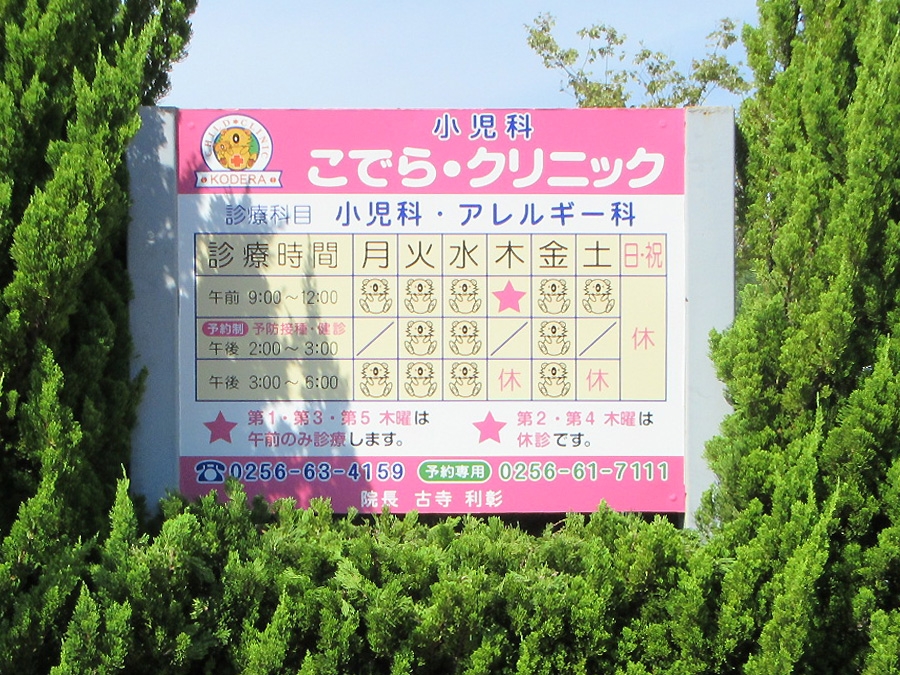 CHILD CLINIC
KODERA
小児科
こでら・クリニック
診療科目 小児科・アレルギー科
診療時間 月 火 水 木 金 土 日・祝
午前 9:00～12:00 ★
予約制 予防接種・健診
午後 2:00～3:00 ／ ／ ／ 休
午後 3:00～6:00 休 休
★ 第1・第3・第5 木曜は
午前のみ診療します。
★ 第2・第4 木曜は
休診です。
☎0256-63-4159 予約専用 0256-61-7111
院長 古寺 利彰